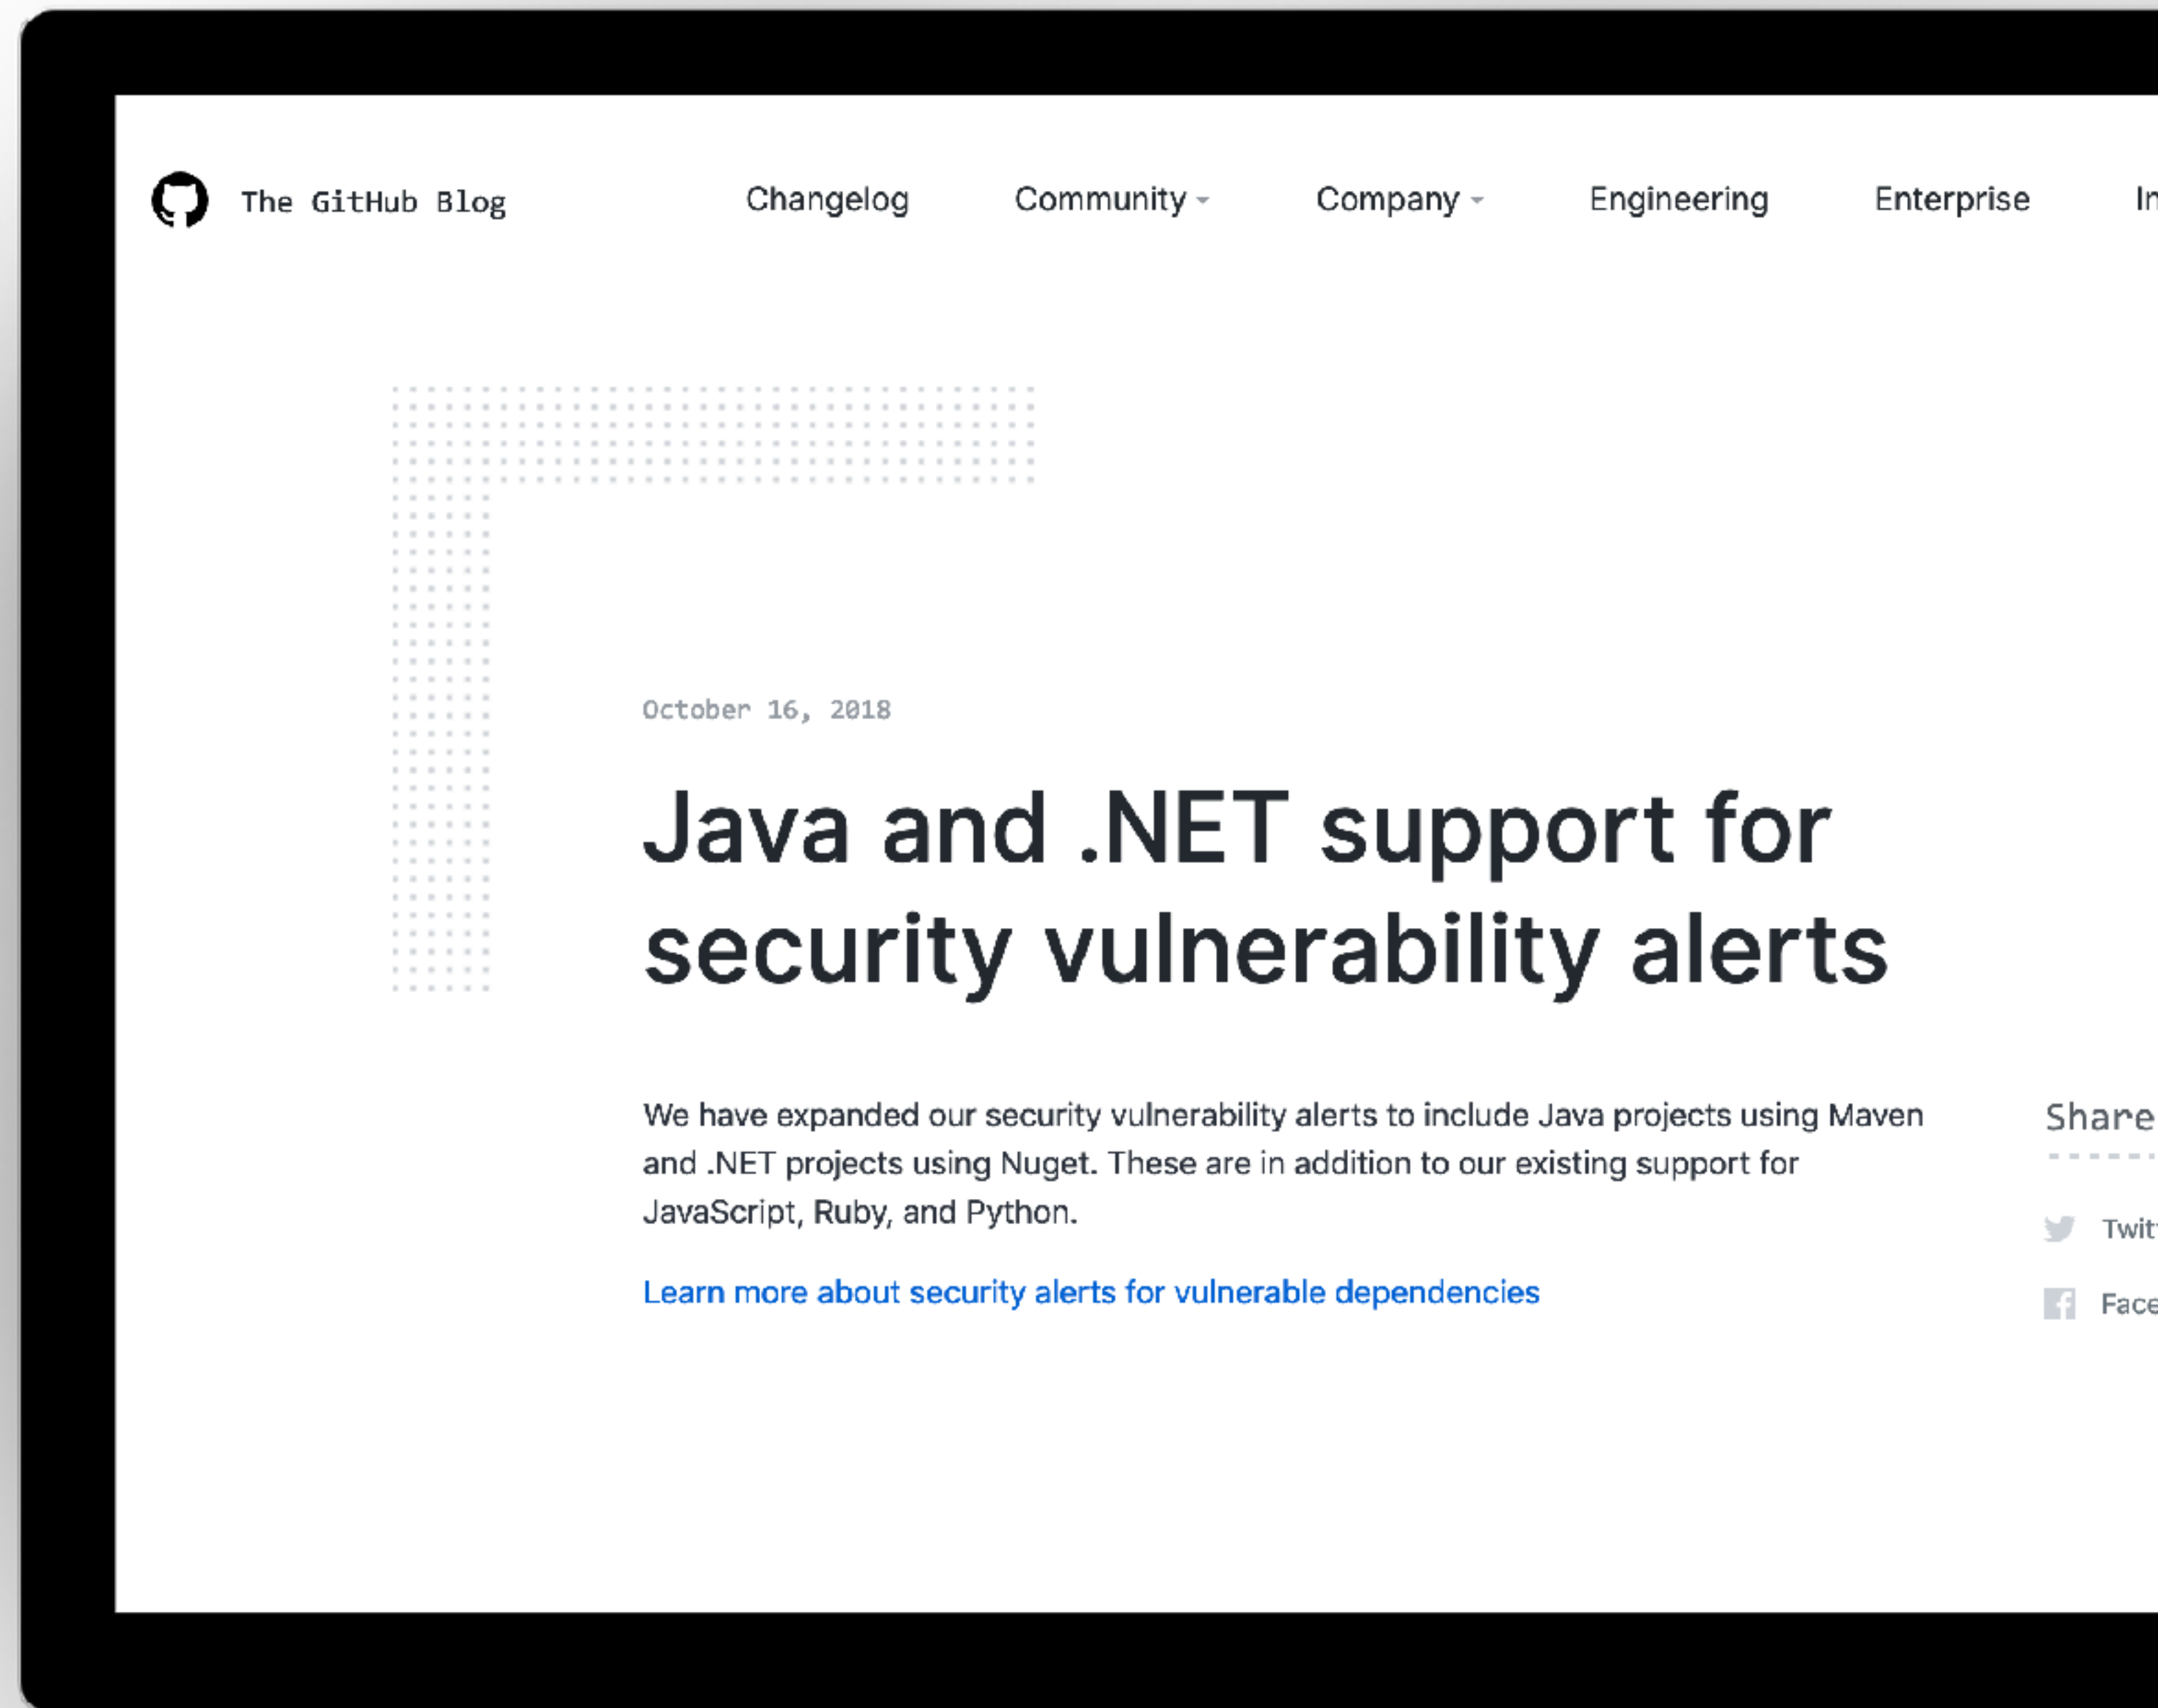 The GitHub Blog
Changelog
Community
Company
Engineering
Enterprise
October 16, 2018
Java and .NET support for
security vulnerability alerts
We have expanded our security vulnerability alerts to include Java projects using Maven
and .NET projects using Nuget. These are in addition to our existing support for
JavaScript, Ruby, and Python.
Learn more about security alerts for vulnerable dependencies
Share